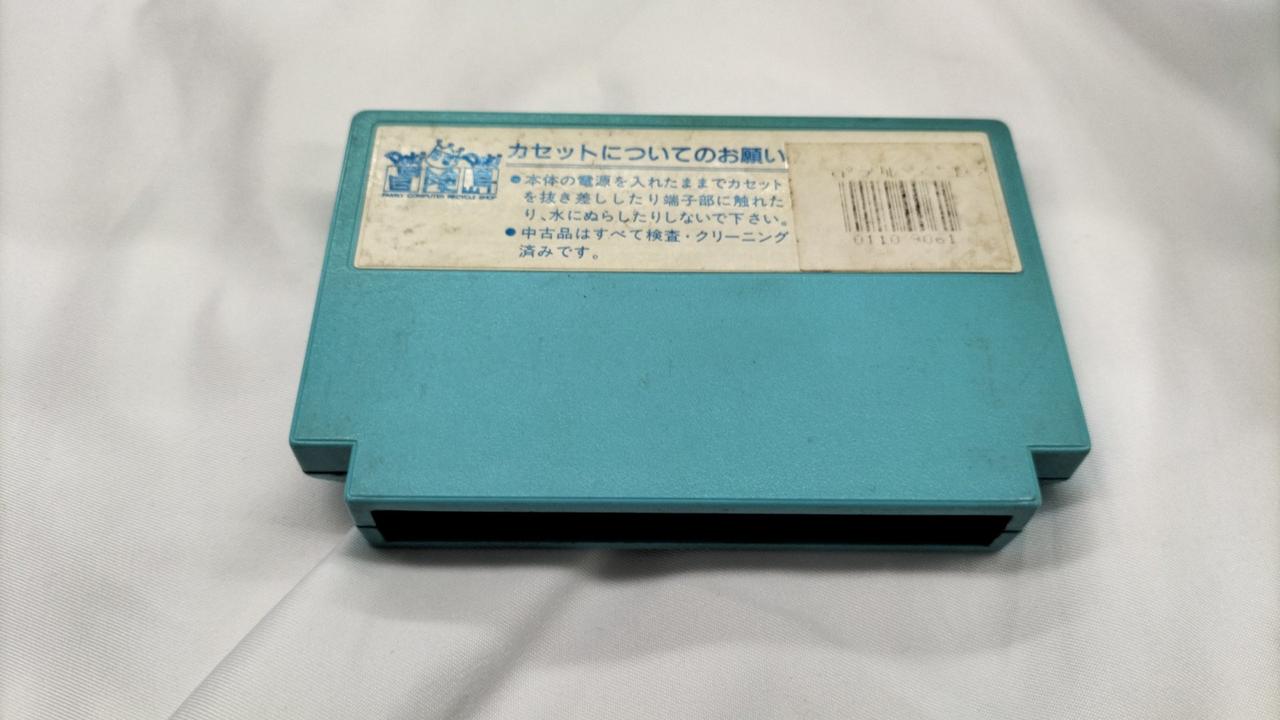 カセットについてのお願い
●本体の電源を入れたままでカセット
を抜き差ししたり端子部に触れた
り、水にぬらしたりしないで下さい。
●中古品はすべて検査・クリーニング
済みです。
FAMILY COMPUTER RECYCLE SHOP
0110